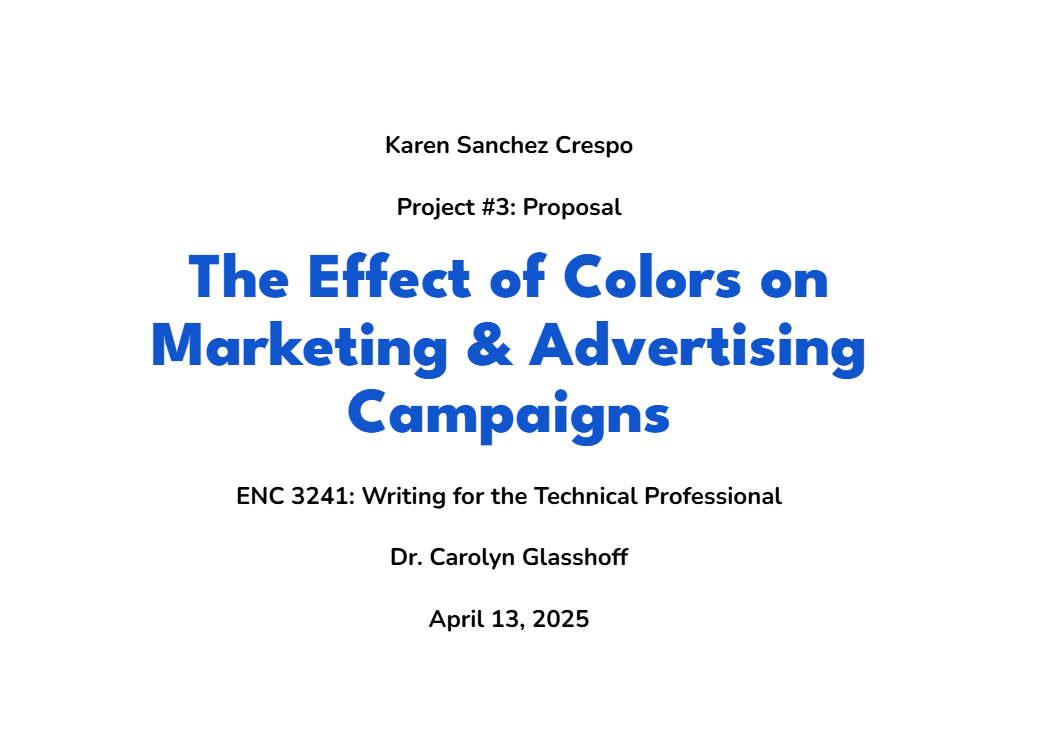 Karen Sanchez Crespo
Project #3: Proposal
The Effect of Colors on
Marketing & Advertising
Campaigns
ENC 3241: Writing for the Technical Professional
Dr. Carolyn Glasshoff
April 13, 2025